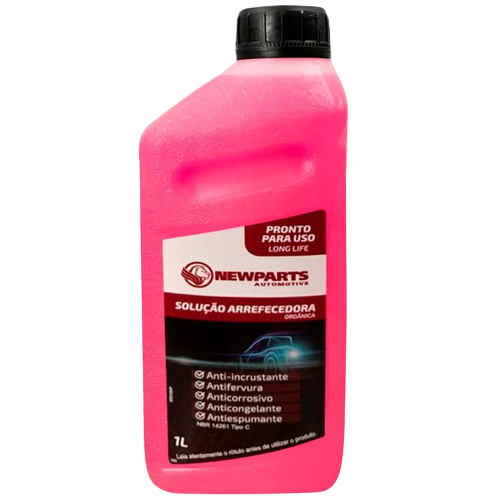 PRONTO
PARA USO
LONG LIFE
NEWPARTS
AUTOMOTIVE
SOLUÇÃO ARREFECEDORA
ORGÂNICA
Anti-incrustante
Antifervura
Anticorrosivo
Anticongelante
Antiespumante
NBR 14261 Tipo C
1L
Leia atentamente o rótulo antes de utilizar o produto.